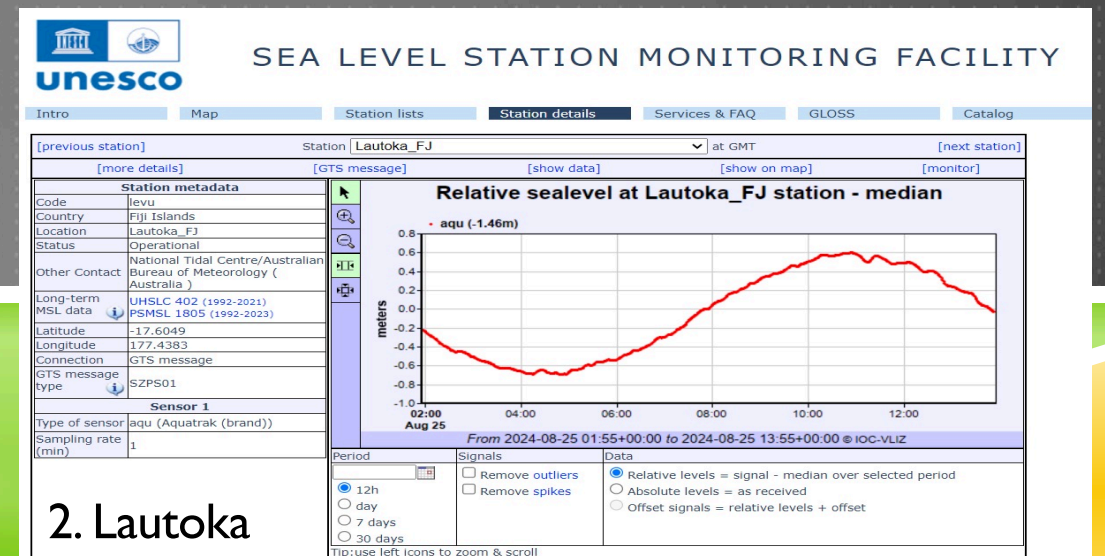 unesco
SEA LEVEL STATION MONITORING FACILITY
Intro Map Station lists Station details Services & FAQ GLOSS Catalog
[previous station] Station Lautoka_FJ at GMT [next station]
[more details] [GTS message] [show data] [show on map] [monitor]
Station metadata
Code levu
Country Fiji Islands
Location Lautoka_FJ
Status Operational
Other Contact National Tidal Centre/Australian
Bureau of Meteorology (
Australia )
Long-term
MSL data i UHSLC 402 (1992-2021)
PSMSL 1805 (1992-2023)
Latitude -17.6049
Longitude 177.4383
Connection GTS message
GTS message
type i SZPS01
Sensor 1
Type of sensor aqu (Aquatrak (brand))
Sampling rate
(min) 1
Relative sealevel at Lautoka_FJ station - median
aqu (-1.46m)
meters
0.8
0.6
0.4
0.2
0.0
-0.2
-0.4
-0.6
-0.8
-1.0
02:00 04:00 06:00 08:00 10:00 12:00
Aug 25
From 2024-08-25 01:55+00:00 to 2024-08-25 13:55+00:00 © IOC-VLIZ
Period Signals Data
12h
day
7 days
30 days
Remove outliers
Remove spikes
Relative levels = signal - median over selected period
Absolute levels = as received
Offset signals = relative levels + offset
Tip:use left icons to zoom & scroll
2. Lautoka